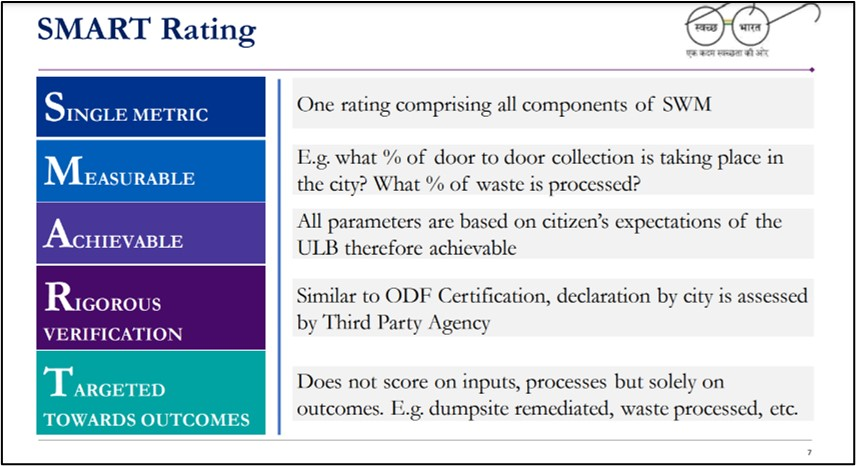 SMART Rating
स्वच्छ भारत
एक कदम स्वच्छता की ओर
SINGLE METRIC
One rating comprising all components of SWM
MEASURABLE
E.g. what % of door to door collection is taking place in
the city? What % of waste is processed?
ACHIEVABLE
All parameters are based on citizen’s expectations of the
ULB therefore achievable
RIGOROUS
VERIFICATION
Similar to ODF Certification, declaration by city is assessed
by Third Party Agency
TARGETED
TOWARDS OUTCOMES
Does not score on inputs, processes but solely on
outcomes. E.g. dumpsite remediated, waste processed, etc.
7